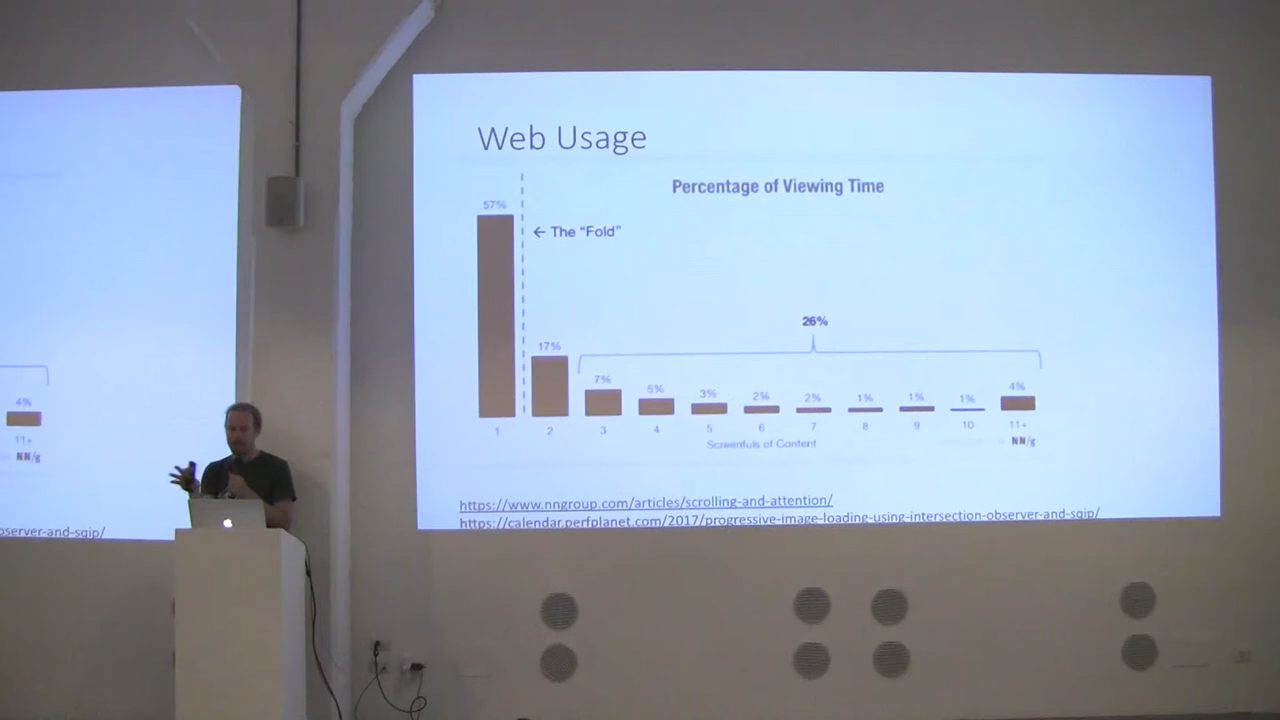 Web Usage
Percentage of Viewing Time
57%
← The “Fold”
26%
17%
7%
5%
3%
2%
2%
1%
1%
1%
4%
1
2
3
4
5
6
7
8
9
10
11+
Screenfuls of Content
NN/g
https://www.nngroup.com/articles/scrolling-and-attention/
https://calendar.perfplanet.com/2017/progressive-image-loading-using-intersection-observer-and-sqip/
4%
11+
NN/g
bserver-and-sqip/